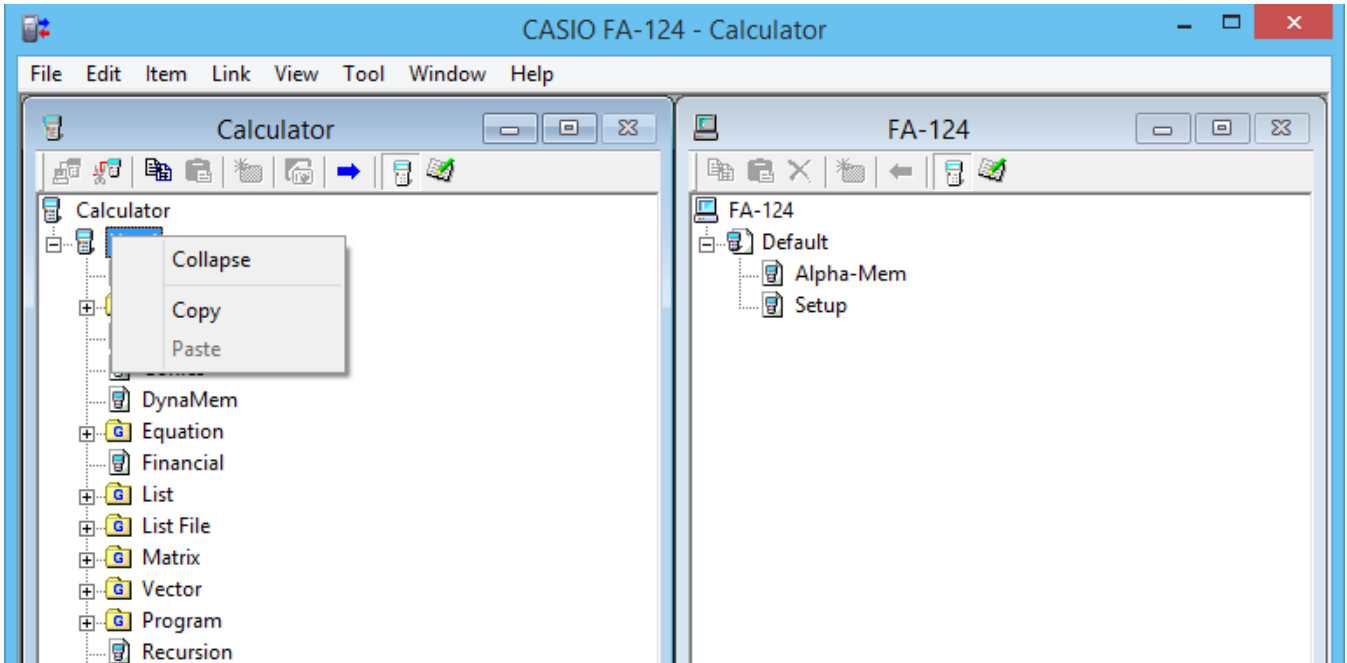 CASIO FA-124 - Calculator
File Edit Item Link View Tool Window Help
Calculator
Calculator
Collapse
Copy
Paste
DynaMem
G Equation
Financial
G List
G List File
G Matrix
G Vector
G Program
Recursion
FA-124
FA-124
Default
Alpha-Mem
Setup